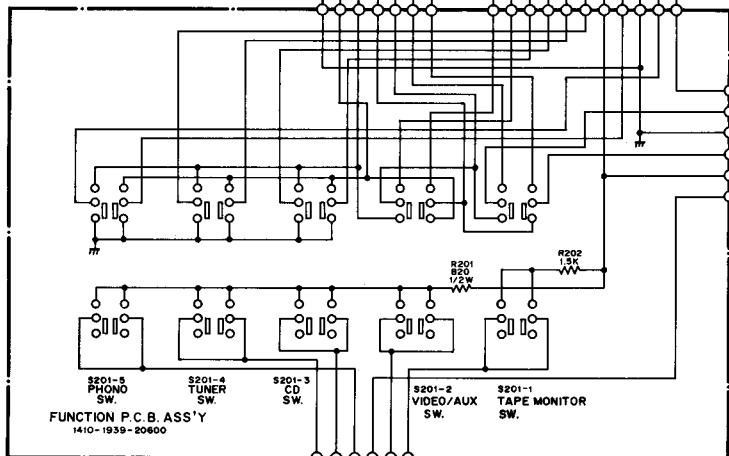 R201
820
1/2W
R202
1.5K
S201-5
PHONO
SW.
S201-4
TUNER
SW.
S201-3
CD
SW.
S201-2
VIDEO/AUX
SW.
S201-1
TAPE MONITOR
SW.
FUNCTION P.C.B. ASS'Y
1410-1939-20600